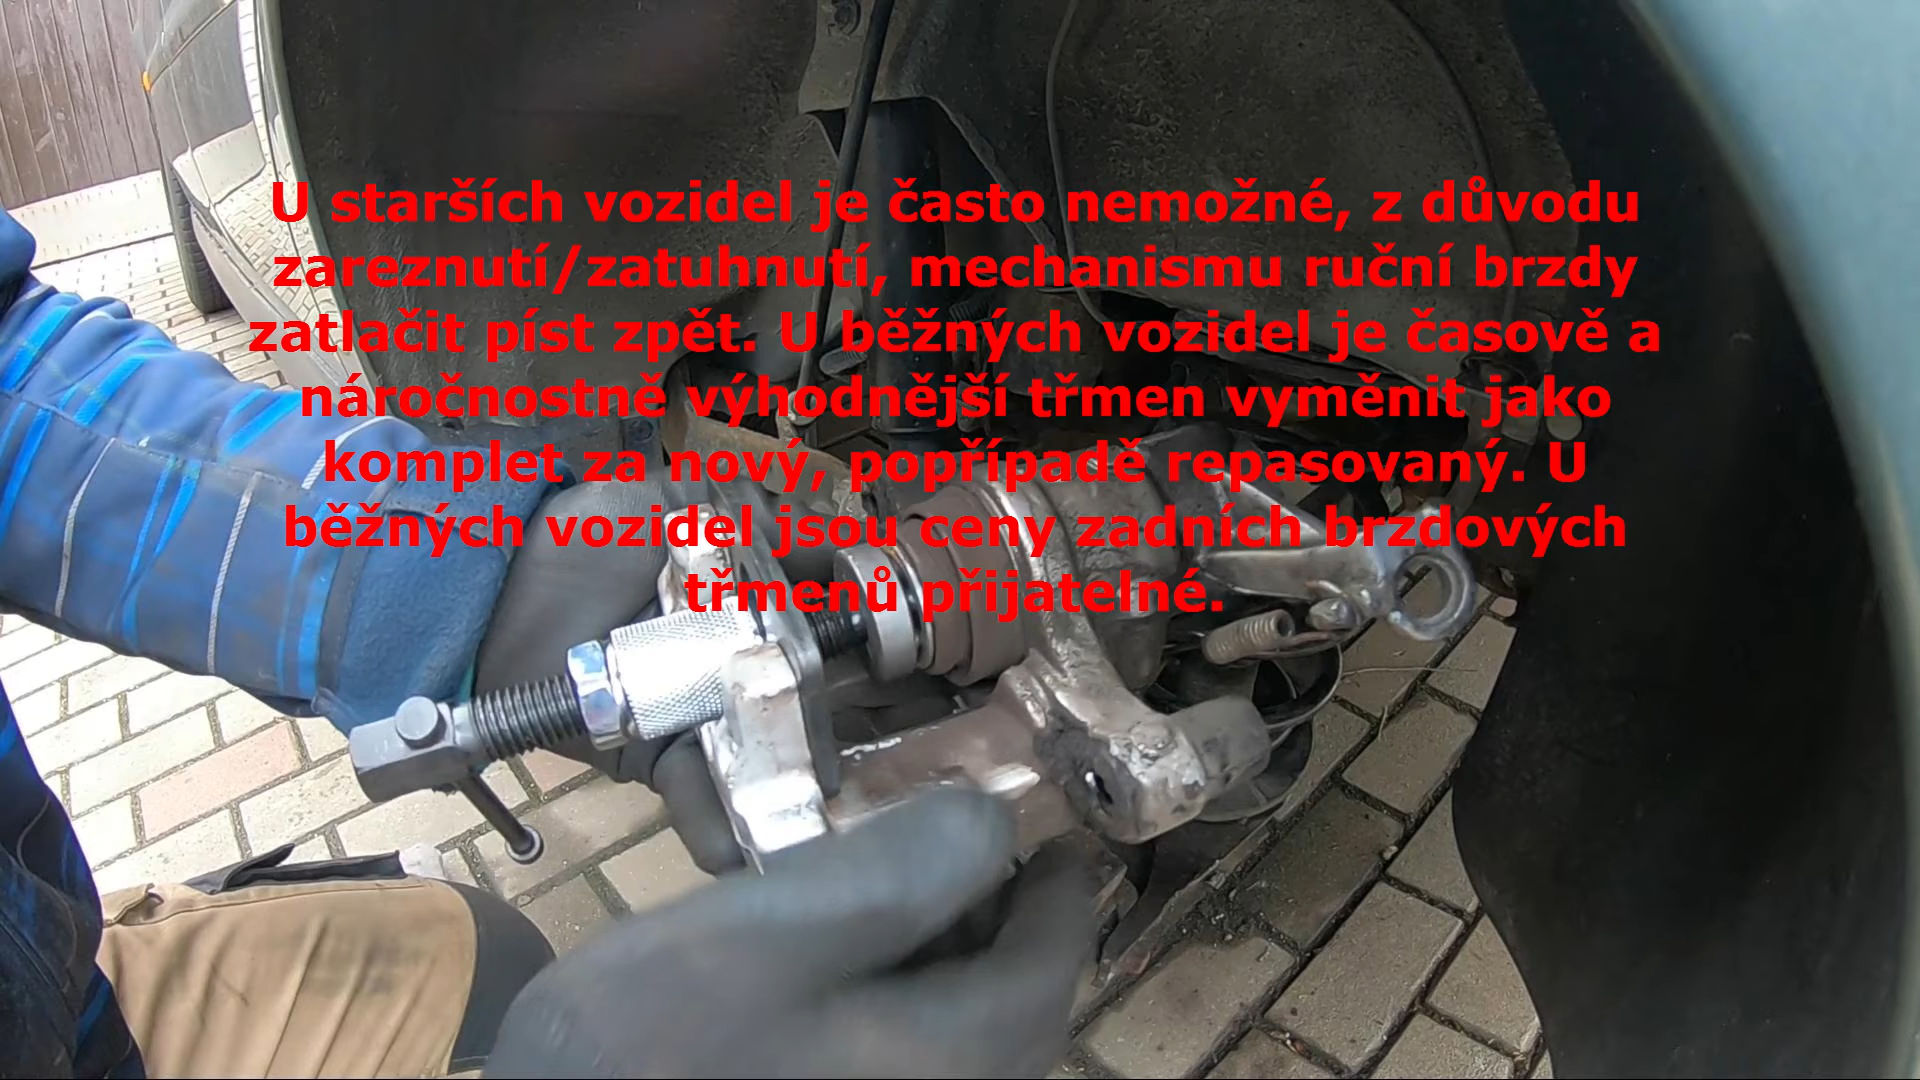 U starších vozidel je často nemožné, z důvodu
zareznutí/zatuhnutí, mechanismu ruční brzdy
zatlačit píst zpět. U běžných vozidel je časově a
náročnostně výhodnější třmen vyměnit jako
komplet za nový, popřípadě repasovaný. U
běžných vozidel jsou ceny zadních brzdových
třmenů přijatelné.